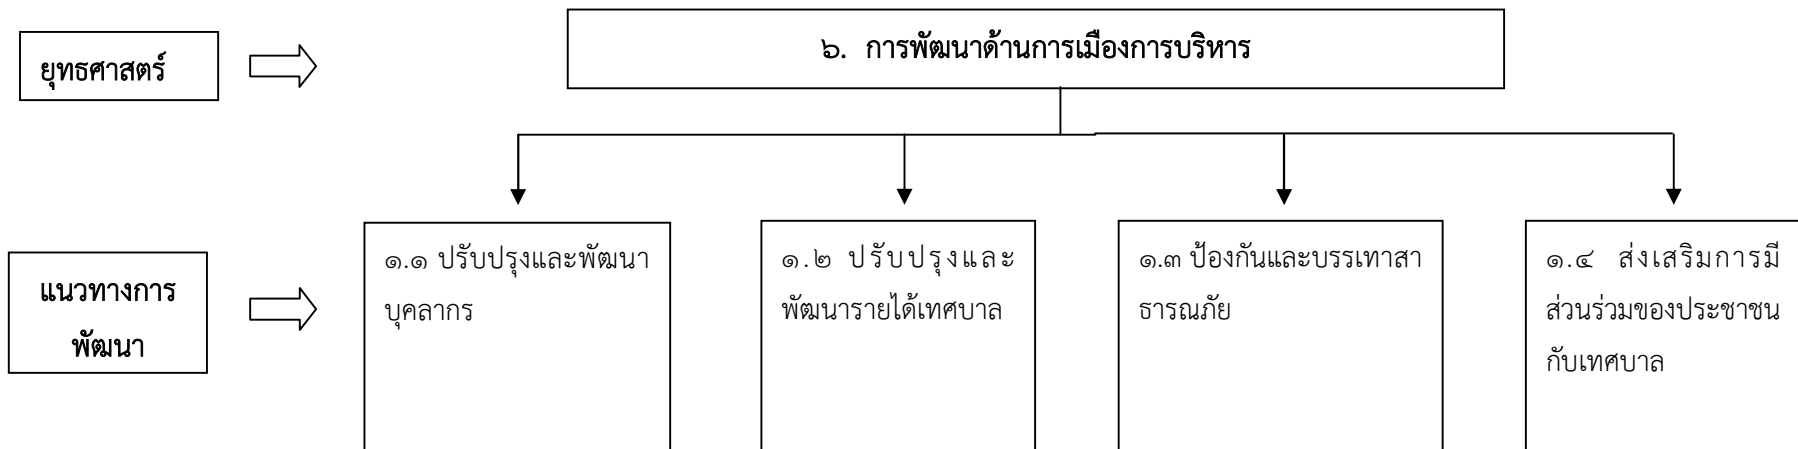 ยุทธศาสตร์
๖. การพัฒนาด้านการเมืองการบริหาร
แนวทางการ
พัฒนา
๑.๑ ปรับปรุงและพัฒนา
บุคลากร
๑.๒ ปรับปรุงและ
พัฒนารายได้เทศบาล
๑.๓ ป้องกันและบรรเทาสา
ธารณภัย
๑.๔ ส่งเสริมการมี
ส่วนร่วมของประชาชน
กับเทศบาล